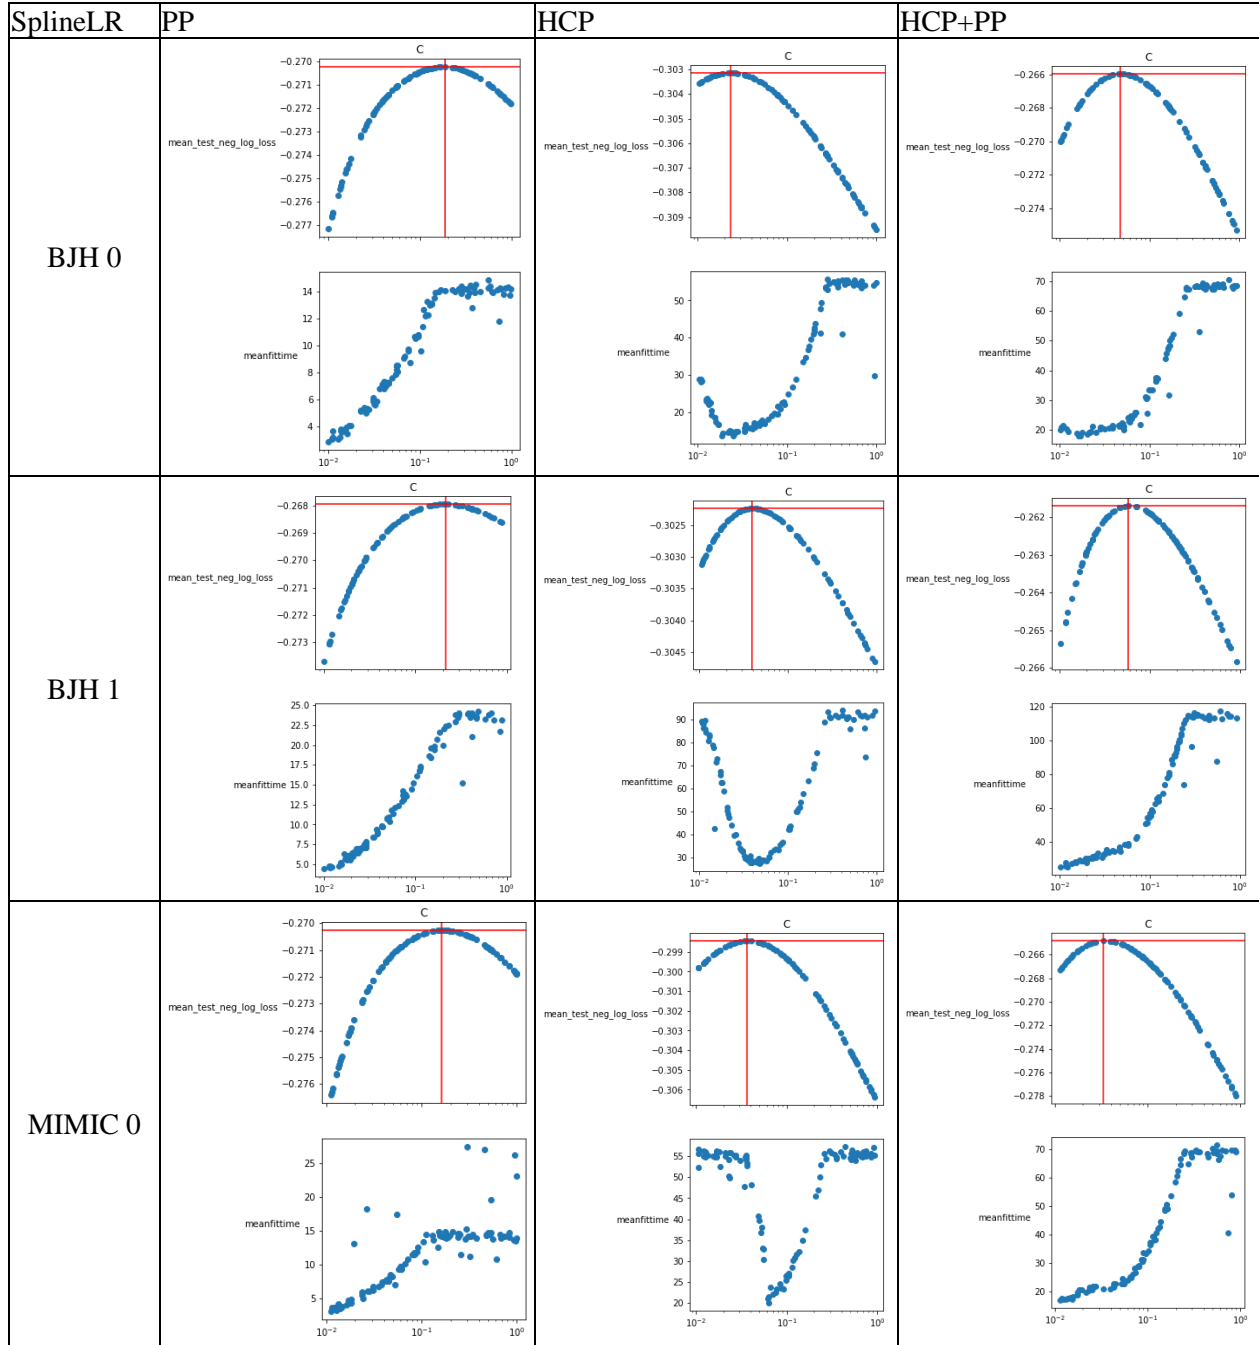 SplineLR PP HCP HCP+PP
BJH 0
C
−0.270
−0.271
−0.272
mean_test_neg_log_loss −0.273
−0.274
−0.275
−0.276
−0.277
14
12
10
meanfittime 8
6
4
10⁻² 10⁻¹ 10⁰
C
−0.303
−0.304
−0.305
mean_test_neg_log_loss −0.306
−0.307
−0.308
−0.309
50
40
meanfittime 30
20
10⁻² 10⁻¹ 10⁰
C
−0.266
−0.268
mean_test_neg_log_loss −0.270
−0.272
−0.274
70
60
50
meanfittime 40
30
20
10⁻² 10⁻¹ 10⁰
BJH 1
C
−0.268
−0.269
−0.270
mean_test_neg_log_loss −0.271
−0.272
−0.273
25.0
22.5
20.0
17.5
meanfittime 15.0
12.5
10.0
7.5
5.0
10⁻² 10⁻¹ 10⁰
C
−0.3025
−0.3030
mean_test_neg_log_loss −0.3035
−0.3040
−0.3045
90
80
70
meanfittime 60
50
40
30
10⁻² 10⁻¹ 10⁰
C
−0.262
−0.263
mean_test_neg_log_loss −0.264
−0.265
−0.266
120
100
meanfittime 80
60
40
10⁻² 10⁻¹ 10⁰
MIMIC 0
C
−0.270
−0.271
−0.272
mean_test_neg_log_loss −0.273
−0.274
−0.275
−0.276
25
20
meanfittime 15
10
5
10⁻² 10⁻¹ 10⁰
C
−0.299
−0.300
−0.301
mean_test_neg_log_loss −0.302
−0.303
−0.304
−0.305
−0.306
55
50
45
meanfittime 40
35
30
25
20
10⁻² 10⁻¹ 10⁰
C
−0.266
−0.268
−0.270
mean_test_neg_log_loss −0.272
−0.274
−0.276
−0.278
70
60
50
meanfittime 40
30
20
10⁻² 10⁻¹ 10⁰